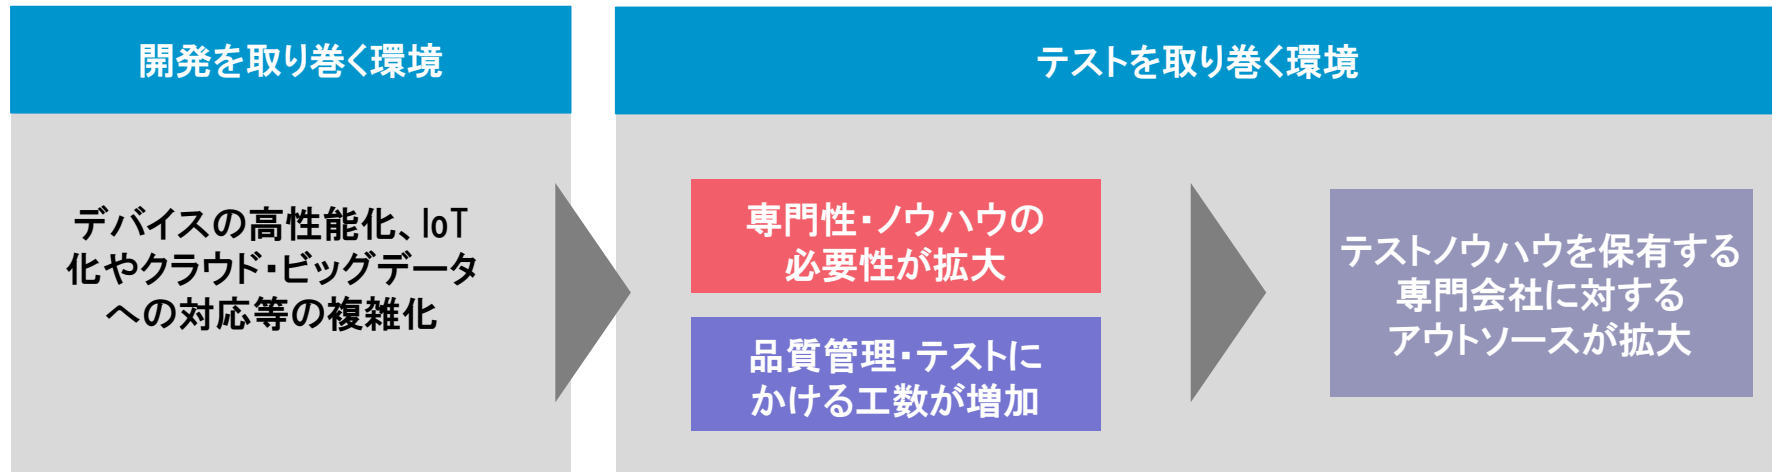 開発を取り巻く環境
テストを取り巻く環境
デバイスの高性能化、IoT
化やクラウド・ビッグデータ
への対応等の複雑化
専門性・ノウハウの
必要性が拡大
品質管理・テストに
かける工数が増加
テストノウハウを保有する
専門会社に対する
アウトソースが拡大